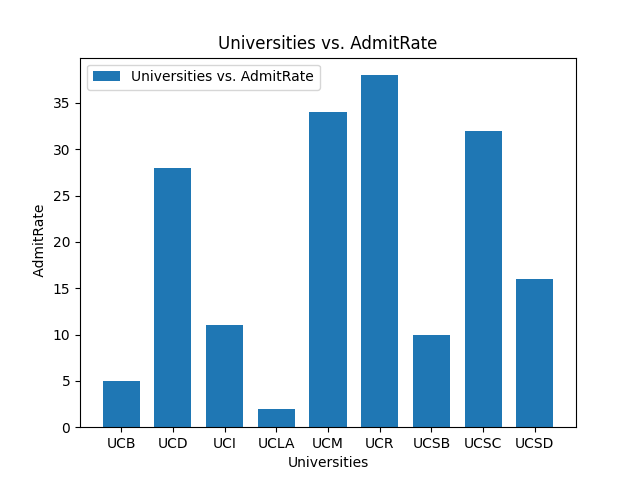 Universities vs. AdmitRate
Universities vs. AdmitRate
AdmitRate
35
30
25
20
15
10
5
0
UCB UCD UCI UCLA UCM UCR UCSB UCSC UCSD
Universities